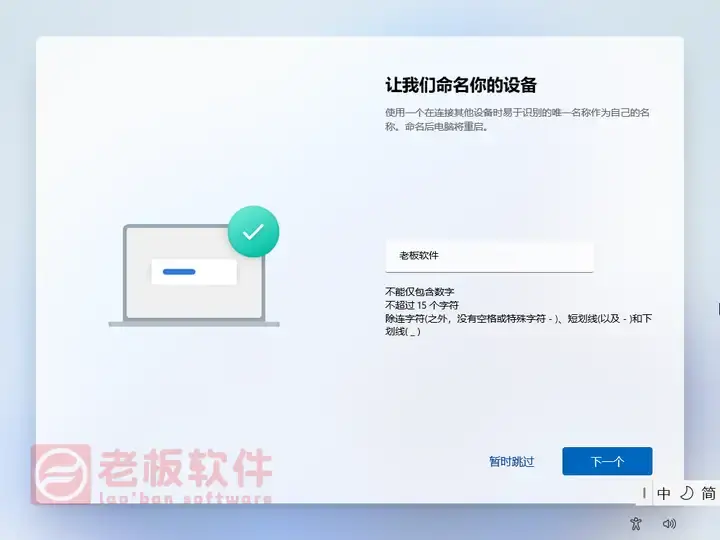 让我们命名你的设备
使用一个在连接其他设备时易于识别的唯一名称作为自己的名
称。命名后电脑将重启。
老板软件
不能仅包含数字
不超过 15 个字符
除连字符(之外，没有空格或特殊字符 - )、短划线(以及 - )和下
划线( _ )
暂时跳过
下一个
老板软件
lao'ban software
中 简